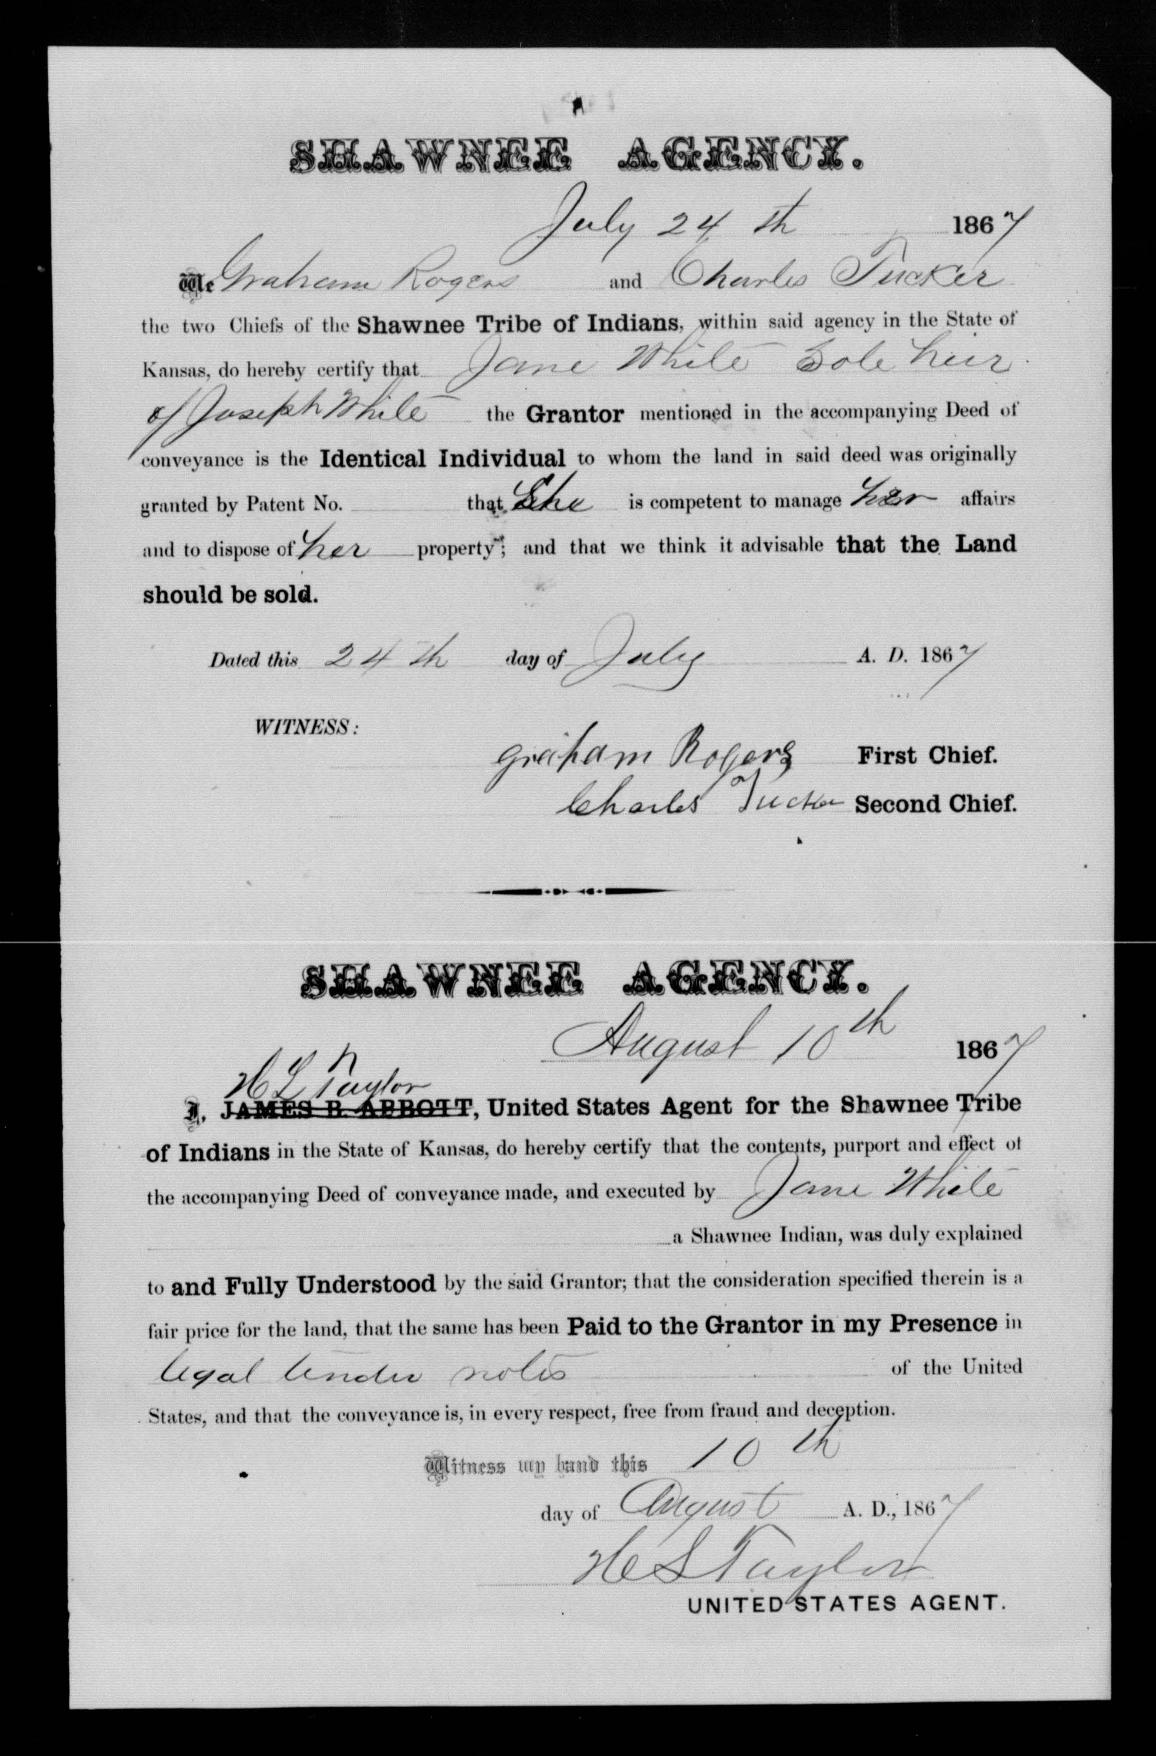 SHAWNEE AGENCY.
July 24th 1867
We Graham Rogers and Charles Tucker
the two Chiefs of the Shawnee Tribe of Indians, within said agency in the State of
Kansas, do hereby certify that Jane White Sole heir
of Joseph White the Grantor mentioned in the accompanying Deed of
conveyance is the Identical Individual to whom the land in said deed was originally
granted by Patent No. that She is competent to manage her affairs
and to dispose of her property; and that we think it advisable that the Land
should be sold.
Dated this 24th day of July A. D. 1867
WITNESS:
Graham Rogers First Chief.
Charles Tucker Second Chief.
SHAWNEE AGENCY.
August 10th 1867
H L Taylor
I, JAMES B. ABBOTT, United States Agent for the Shawnee Tribe
of Indians in the State of Kansas, do hereby certify that the contents, purport and effect of
the accompanying Deed of conveyance made, and executed by Jane White
a Shawnee Indian, was duly explained
to and Fully Understood by the said Grantor; that the consideration specified therein is a
fair price for the land, that the same has been Paid to the Grantor in my Presence in
legal tender notes of the United
States, and that the conveyance is, in every respect, free from fraud and deception.
Witness my hand this 10th
day of August A. D., 1867
H L Taylor
UNITED STATES AGENT.